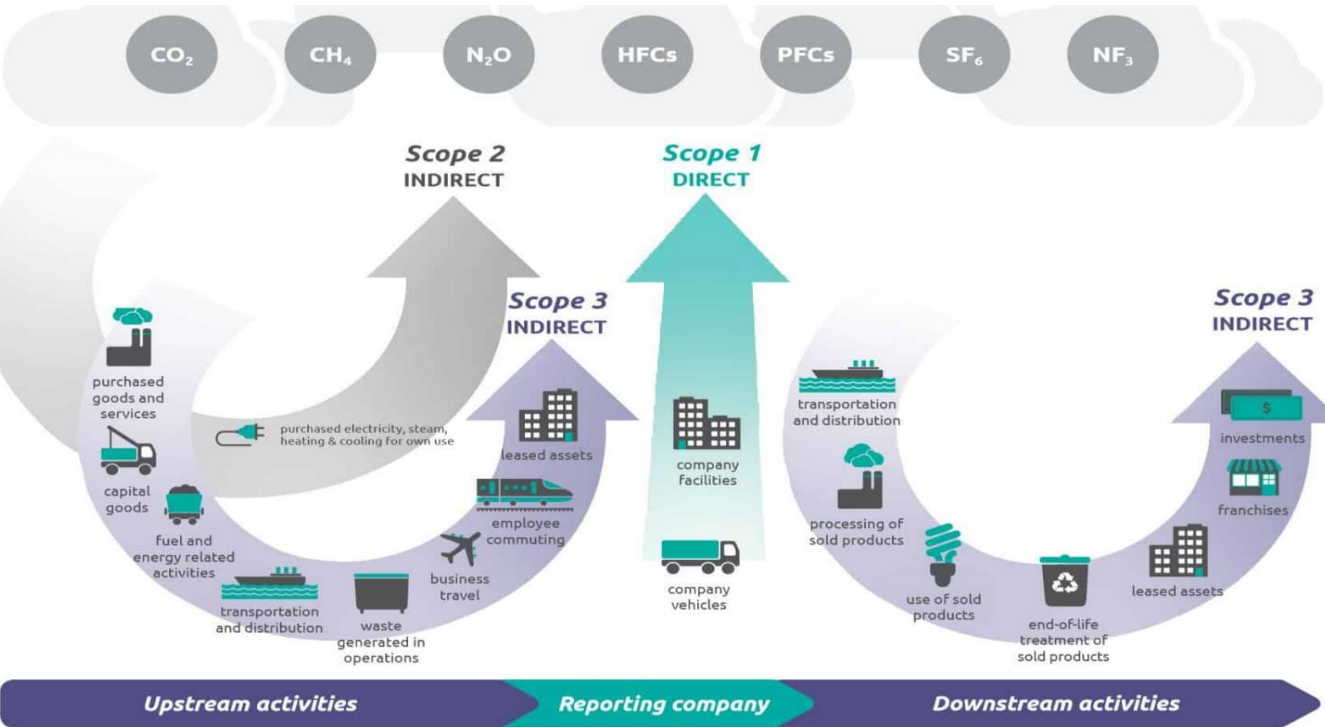 CO₂
CH₄
N₂O
HFCs
PFCs
SF₆
NF₃
Scope 2
INDIRECT
Scope 1
DIRECT
Scope 3
INDIRECT
Scope 3
INDIRECT
purchased
goods and
services
capital
goods
fuel and
energy related
activities
transportation
and distribution
waste
generated in
operations
business
travel
employee
commuting
leased assets
purchased electricity, steam,
heating & cooling for own use
company
facilities
company
vehicles
transportation
and distribution
processing of
sold products
use of sold
products
end-of-life
treatment of
sold products
leased assets
franchises
$
investments
Upstream activities
Reporting company
Downstream activities